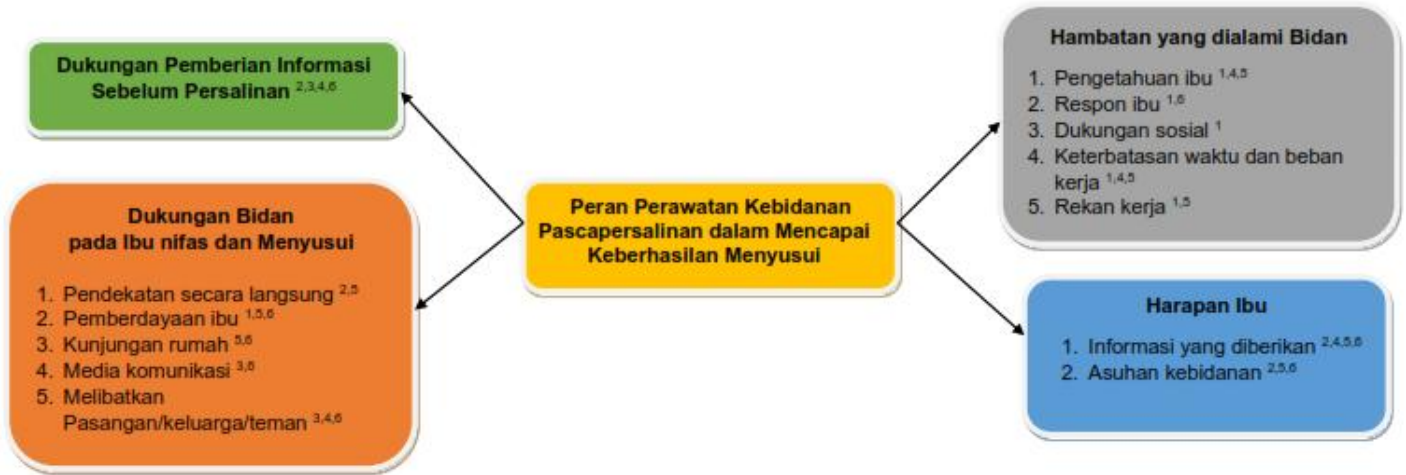 Dukungan Pemberian Informasi
Sebelum Persalinan 2,3,4,6
Dukungan Bidan
pada Ibu nifas dan Menyusui
1. Pendekatan secara langsung 2,5
2. Pemberdayaan ibu 1,5,6
3. Kunjungan rumah 5,6
4. Media komunikasi 3,6
5. Melibatkan
Pasangan/keluarga/teman 3,4,6
Peran Perawatan Kebidanan
Pascapersalinan dalam Mencapai
Keberhasilan Menyusui
Hambatan yang dialami Bidan
1. Pengetahuan ibu 1,4,5
2. Respon ibu 1,6
3. Dukungan sosial 1
4. Keterbatasan waktu dan beban
kerja 1,4,5
5. Rekan kerja 1,5
Harapan Ibu
1. Informasi yang diberikan 2,4,5,6
2. Asuhan kebidanan 2,5,6